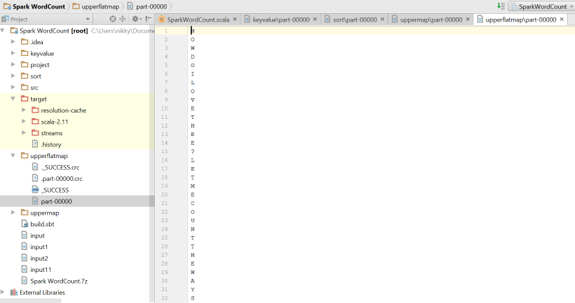 Spark WordCount
upperflatmap
part-00000
SparkWordCount
Project
SparkWordCount.scala
keyvalue\part-00000
sort\part-00000
uppermap\part-00000
upperflatmap\part-00000
Spark WordCount [root] C:\Users\nikky\Docume
.idea
keyvalue
project
sort
src
target
resolution-cache
scala-2.11
streams
.history
upperflatmap
._SUCCESS.crc
.part-00000.crc
_SUCCESS
part-00000
uppermap
build.sbt
input
input1
input2
input11
Spark WordCount.7z
External Libraries
1 H
2 O
3 W
4 D
5 O
6 I
7 L
8 O
9 V
10 E
11 T
12 H
13 E
14 E
15 ?
16 L
17 E
18 T
19 M
20 E
21 C
22 O
23 U
24 N
25 T
26 T
27 H
28 E
29 W
30 A
31 Y
32 S